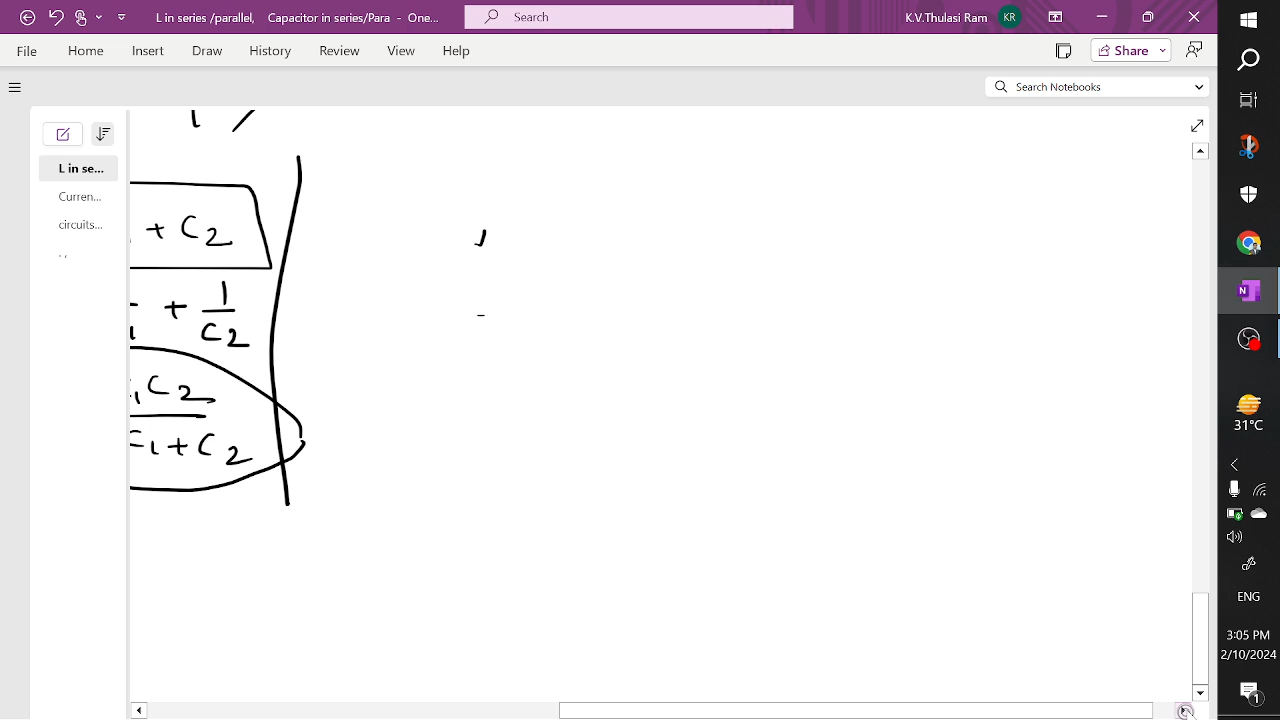 L in series /parallel, Capacitor in series/Para - One...
Search
K.V.Thulasi Ram
KR
File Home Insert Draw History Review View Help
Share
Search Notebooks
L in se...
Curren...
circuits...
+ C2
+ 1/C2
C2
+ C2
31°C
ENG
3:05 PM
2/10/2024
1